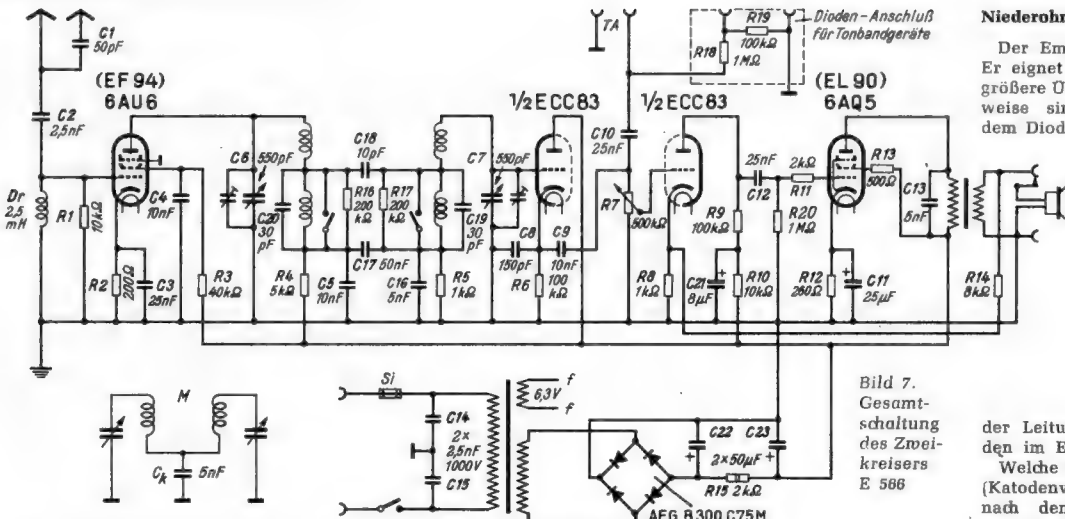 C1
50pF
C2
2,5nF
Dr
2,5
mH
R1
10kΩ
(EF 94)
6AU6
R2
200Ω
C3
25nF
C4
10nF
R3
40kΩ
C6
550pF
C20
30
pF
R4
5kΩ
C18
10pF
R16
200
kΩ
R17
200
kΩ
C17
50nF
C5
10nF
C16
5nF
C19
30
pF
R5
1kΩ
C7
550pF
C8
150pF
C9
10nF
R6
100
kΩ
1/2 ECC83
C10
25nF
R7
500kΩ
TA
R18
1MΩ
R19
100kΩ
Dioden-Anschluß
für Tonbandgeräte
1/2 ECC83
R8
1kΩ
R9
100kΩ
C21
8µF
R10
10kΩ
25nF
C12
2kΩ
R11
R20
1MΩ
(EL 90)
6AQ5
R12
260Ω
C11
25µF
R13
500Ω
C13
5nF
R14
8kΩ
M
Ck
5nF
Si
C14
2×
2,5nF
1000V
C15
6,3V
f
f
C22
C23
2×50µF
R15 2kΩ
AEG B 300 C75M
Bild 7.
Gesamt-
schaltung
des Zwei-
kreisers
E 566
Niederohm
Der Em
Er eignet
größere Ü
weise sin
dem Diod
der Leitu
den im E
Welche
(Katodenv
nach den